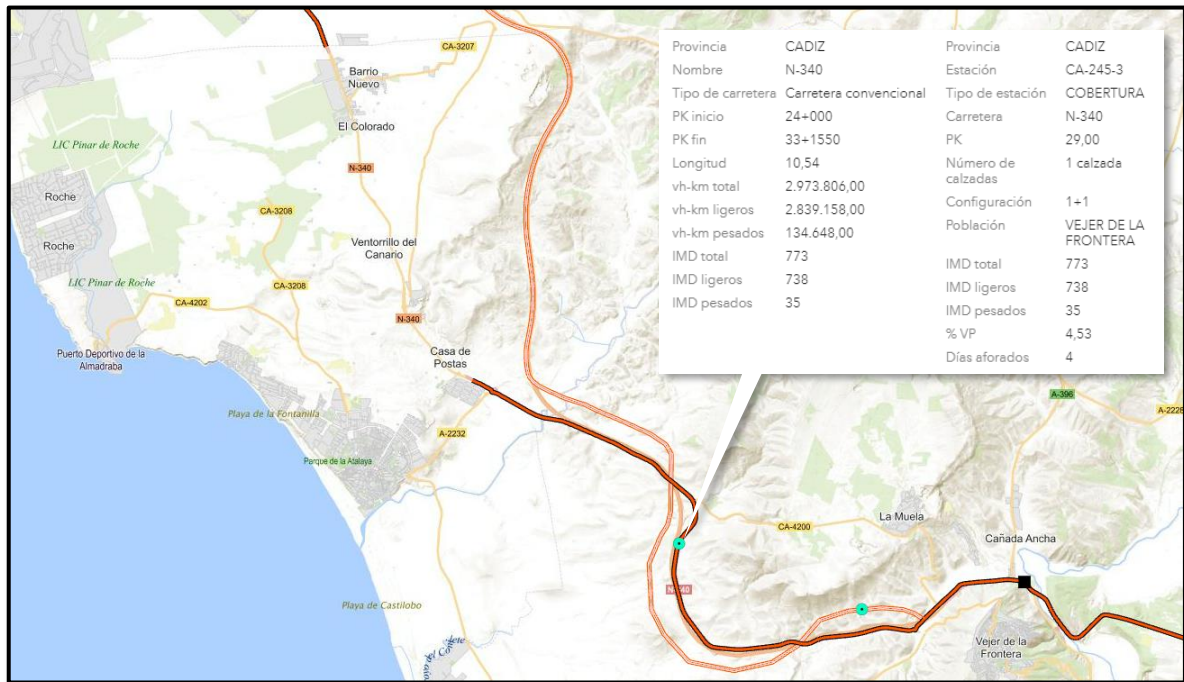 CA-3207
Barrio
Nuevo
El Colorado
LIC Pinar de Roche
N-340
Roche
CA-3208
Roche
Ventorrillo del
Canario
LIC Pinar de Roche
CA-3208
CA-4202
N-340
Puerto Deportivo de la
Almadraba
Casa de
Postas
Playa de la Fontanilla
A-2232
Parque de la Atalaya
Playa de Castilobo
CA-4200
La Muela
Cañada Ancha
Vejer de la
Frontera
A-396
A-2228
Provincia CADIZ
Nombre N-340
Tipo de carretera Carretera convencional
PK inicio 24+000
PK fin 33+1550
Longitud 10,54
vh-km total 2.973.806,00
vh-km ligeros 2.839.158,00
vh-km pesados 134.648,00
IMD total 773
IMD ligeros 738
IMD pesados 35
Provincia CADIZ
Estación CA-245-3
Tipo de estación COBERTURA
Carretera N-340
PK 29,00
Número de 1 calzada
calzadas
Configuración 1+1
Población VEJER DE LA
FRONTERA
IMD total 773
IMD ligeros 738
IMD pesados 35
% VP 4,53
Días aforados 4